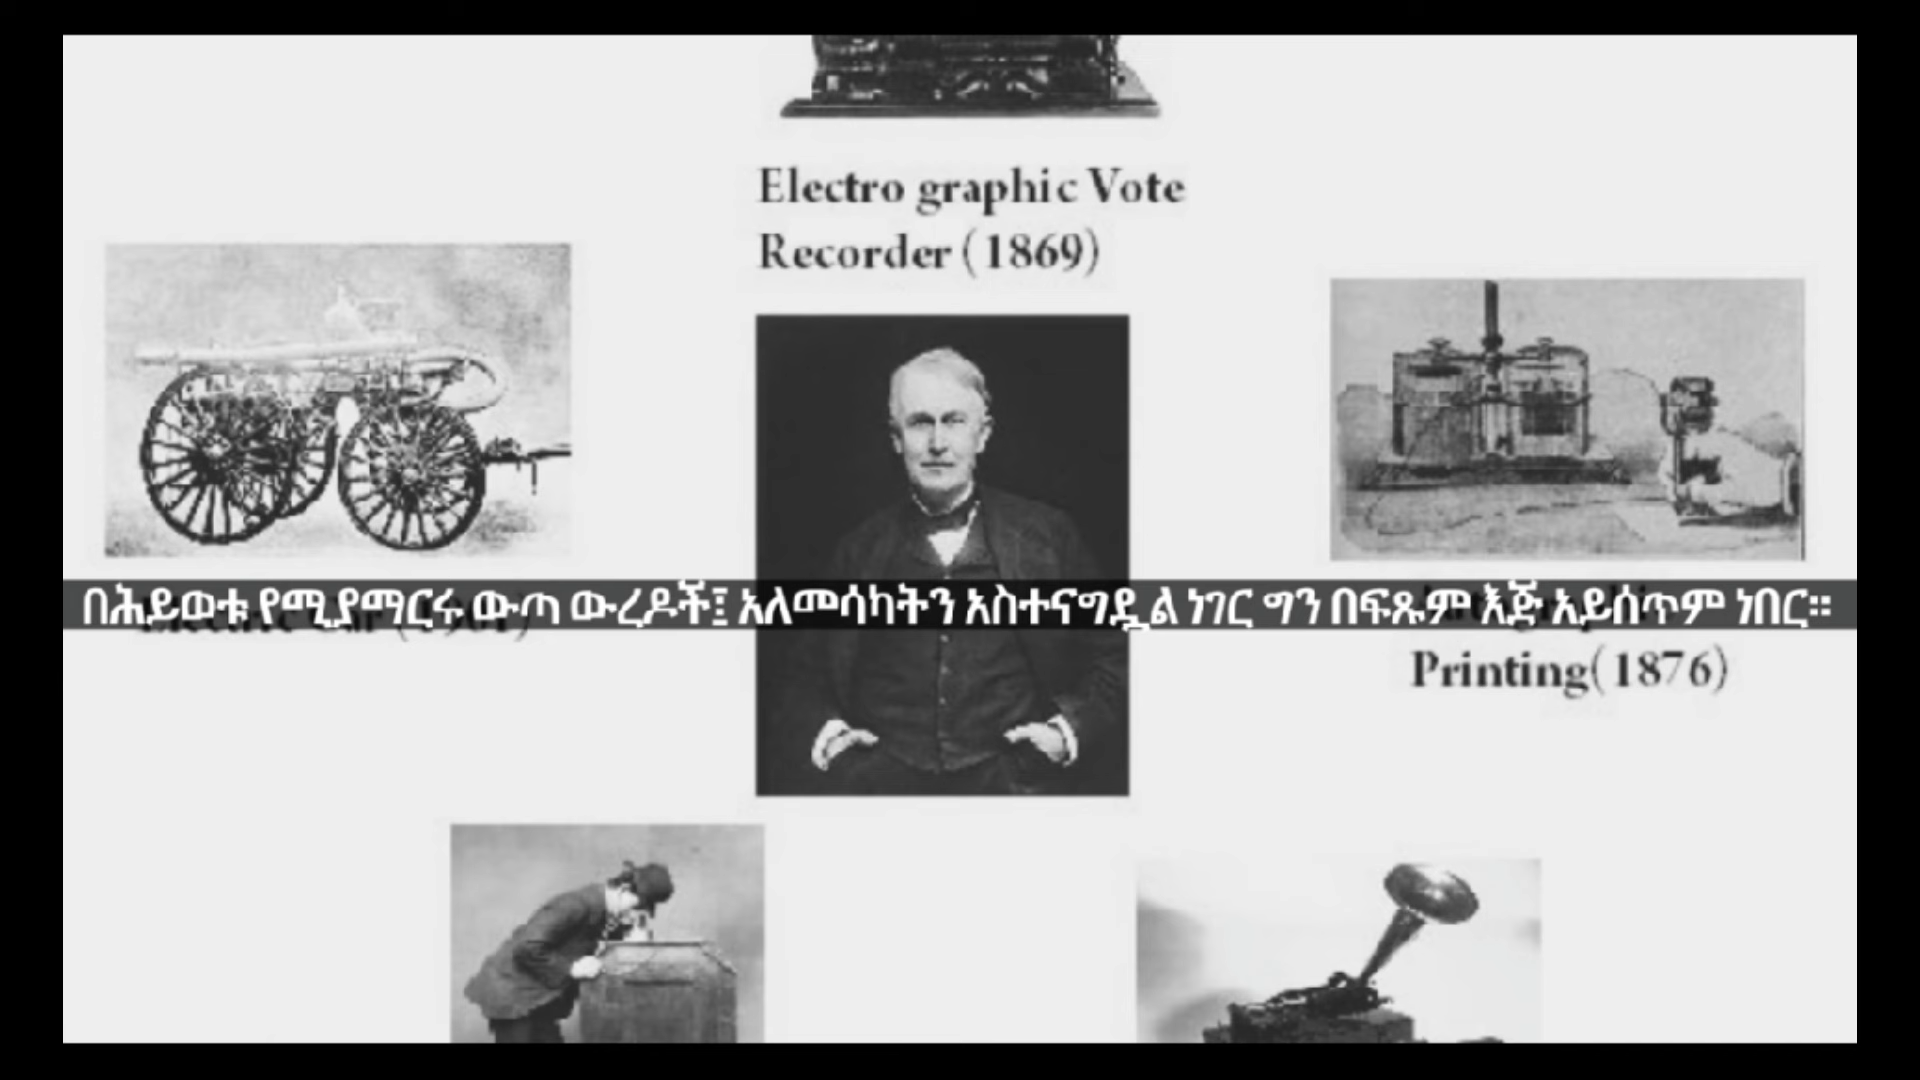 Electro graphic Vote
Recorder (1869)
በሕይወቱ የሚያማርሩ ውጣ ውረዶች፤ አለመሳካትን አስተናግዷል ነገር ግን በፍጹም እጅ አይሰጥም ነበር።
Printing(1876)